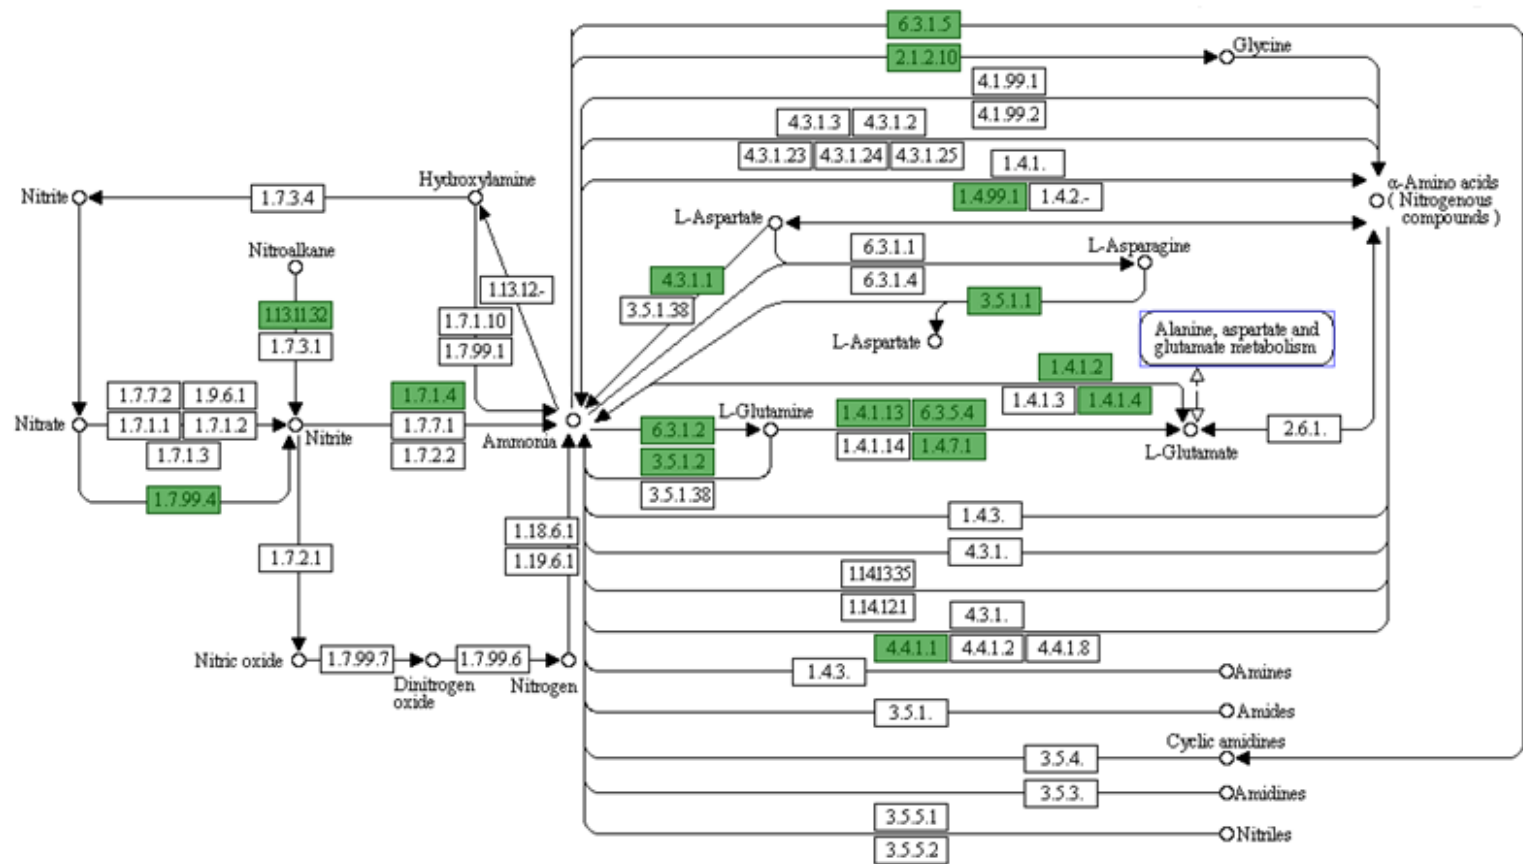 6.3.1.5
2.1.2.10
Glycine
4.1.99.1
4.1.99.2
4.3.1.3 4.3.1.2
4.3.1.23 4.3.1.24 4.3.1.25
1.4.1.
1.4.99.1 1.4.2.-
α-Amino acids
( Nitrogenous
compounds )
Nitrite
1.7.3.4
Hydroxylamine
L-Aspartate
6.3.1.1
6.3.1.4
L-Asparagine
Nitroalkane
1.13.11.32
1.7.3.1
1.13.12.-
1.7.1.10
1.7.99.1
4.3.1.1
3.5.1.38
3.5.1.1
L-Aspartate
Alanine, aspartate and
glutamate metabolism
1.4.1.2
1.4.1.3 1.4.1.4
Nitrate
1.7.7.2 1.9.6.1
1.7.1.1 1.7.1.2
1.7.1.3
1.7.99.4
Nitrite
1.7.1.4
1.7.7.1
1.7.2.2
Ammonia
6.3.1.2
3.5.1.2
3.5.1.38
L-Glutamine
1.4.1.13 6.3.5.4
1.4.1.14 1.4.7.1
L-Glutamate
2.6.1.
1.7.2.1
1.18.6.1
1.19.6.1
1.4.3.
4.3.1.
1.14.13.35
1.14.12.1
4.3.1.
4.4.1.1 4.4.1.2 4.4.1.8
Nitric oxide
1.7.99.7
Dinitrogen
oxide
1.7.99.6
Nitrogen
1.4.3.
Amines
3.5.1.
Amides
Cyclic amidines
3.5.4.
3.5.3.
Amidines
3.5.5.1
3.5.5.2
Nitriles